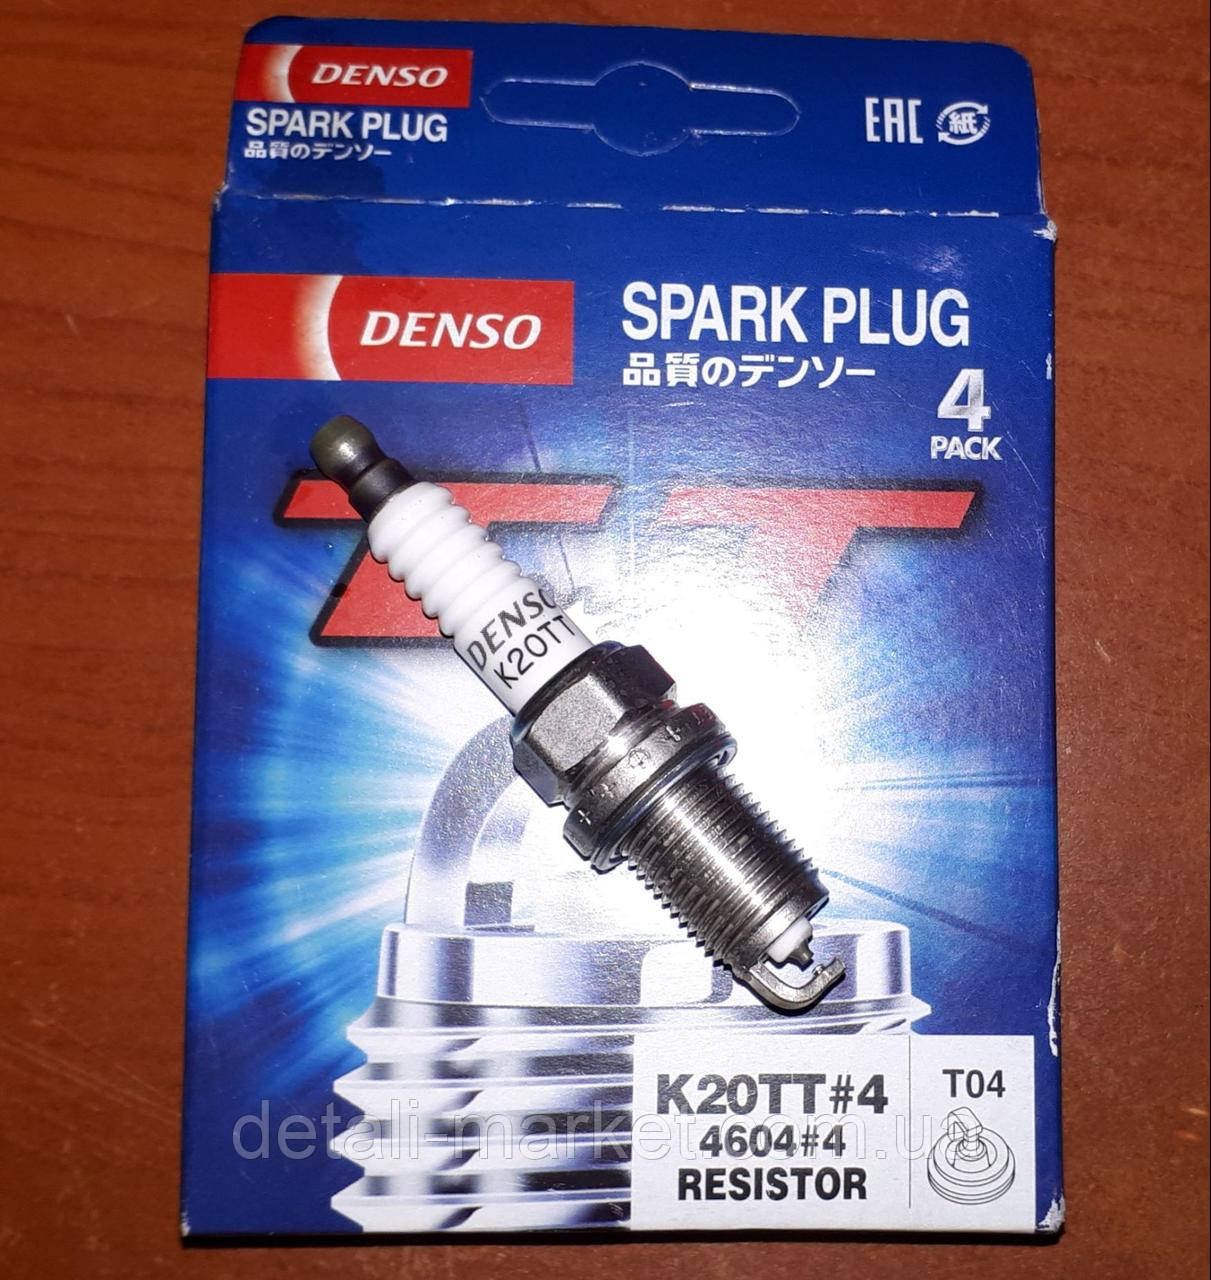 DENSO
SPARK PLUG
品質のデンソー
EAC
紙
DENSO
SPARK PLUG
品質のデンソー
4
PACK
TT
DENSO
K20TT
K20TT#4
4604#4
RESISTOR
T04
detali-market.com.ua